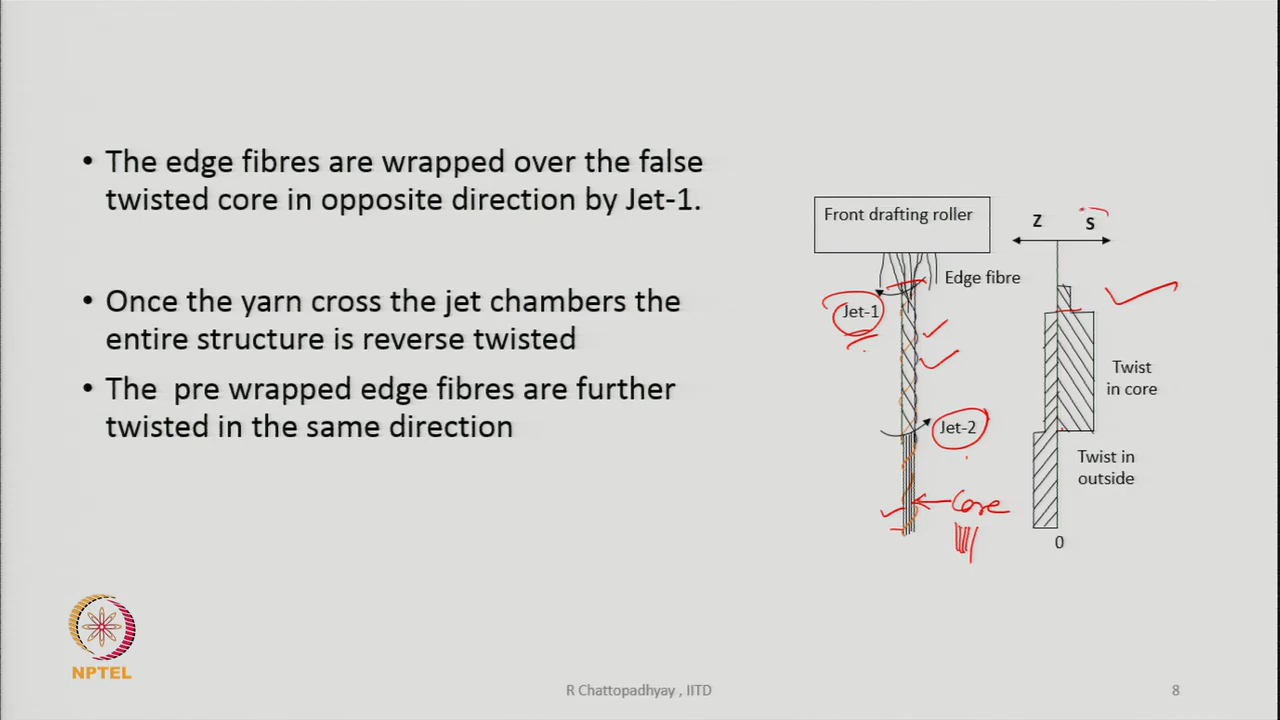 • The edge fibres are wrapped over the false
twisted core in opposite direction by Jet-1.
• Once the yarn cross the jet chambers the
entire structure is reverse twisted
• The pre wrapped edge fibres are further
twisted in the same direction
Front drafting roller
Z
S
Edge fibre
Jet-1
Twist
in core
Jet-2
Twist in
outside
Core
0
NPTEL
R Chattopadhyay , IITD
8